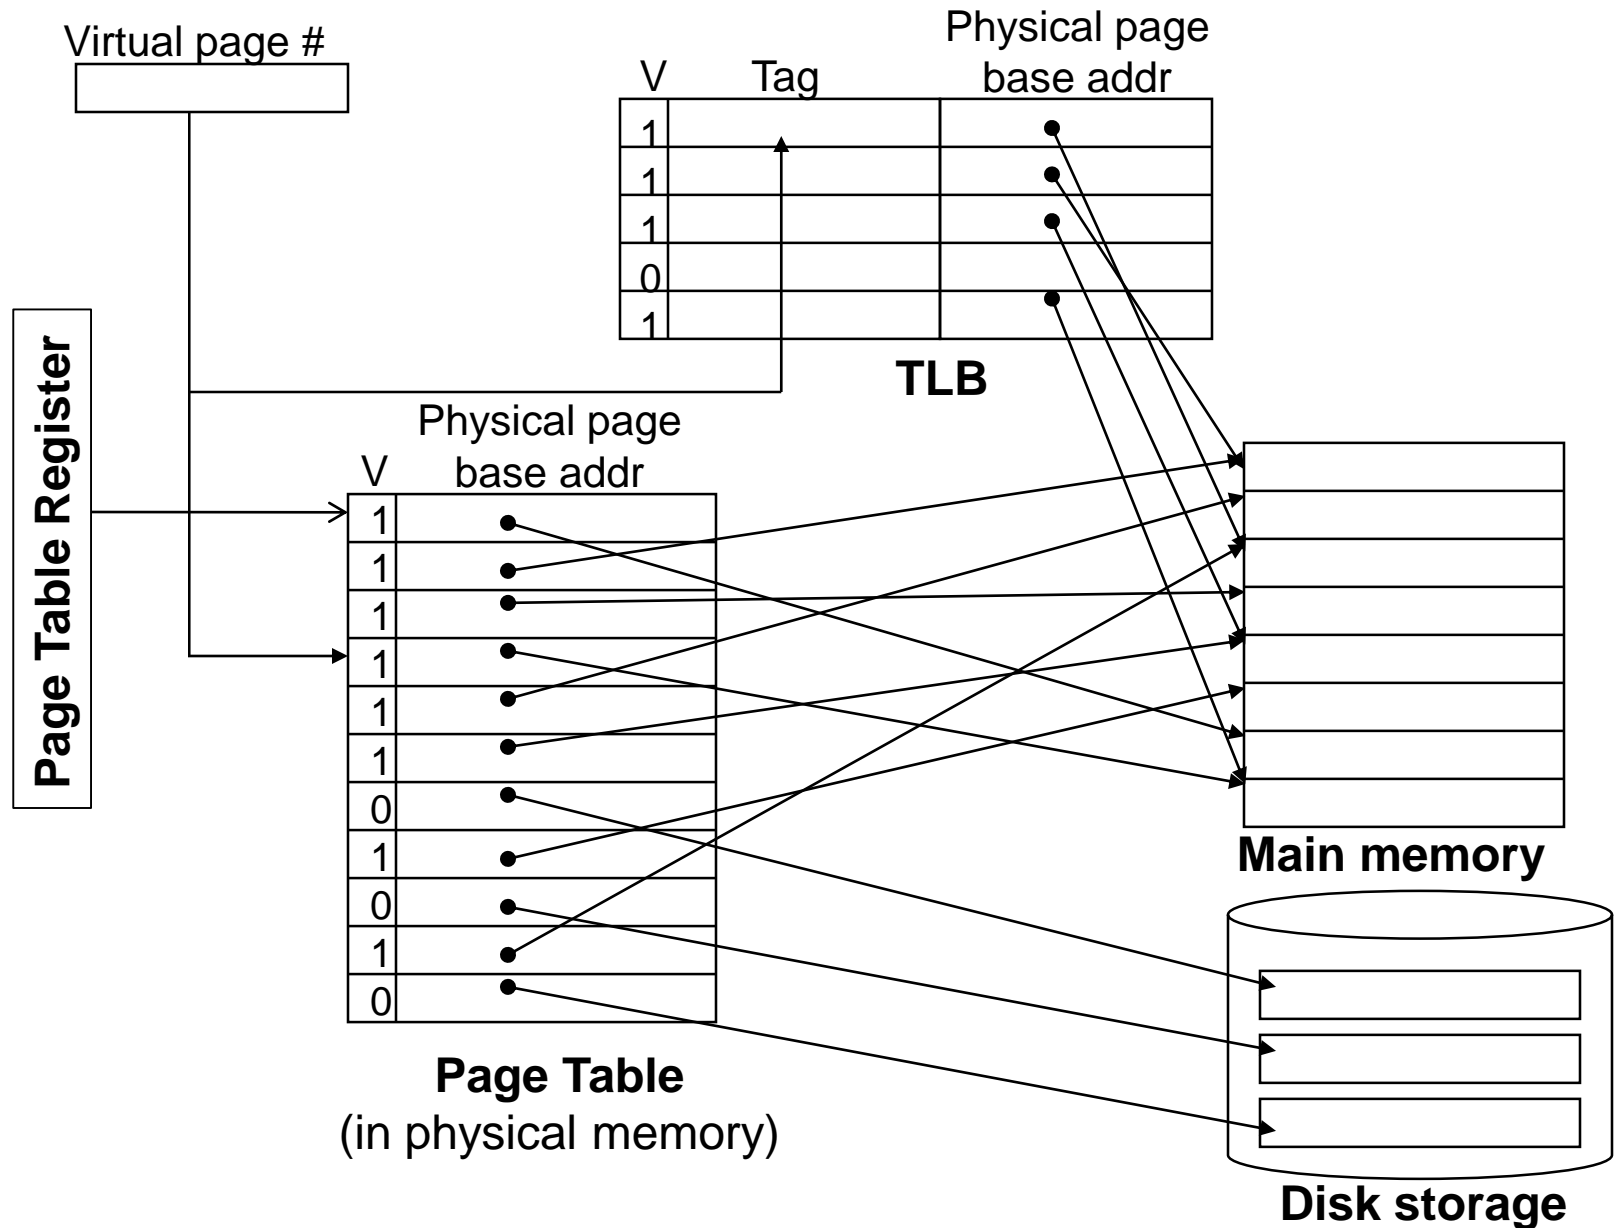 Virtual page #
Physical page
base addr
V
Tag
1
1
1
0
1
TLB
Page Table Register
Physical page
base addr
V
1
1
1
1
1
1
0
1
0
1
0
Page Table
(in physical memory)
Main memory
Disk storage